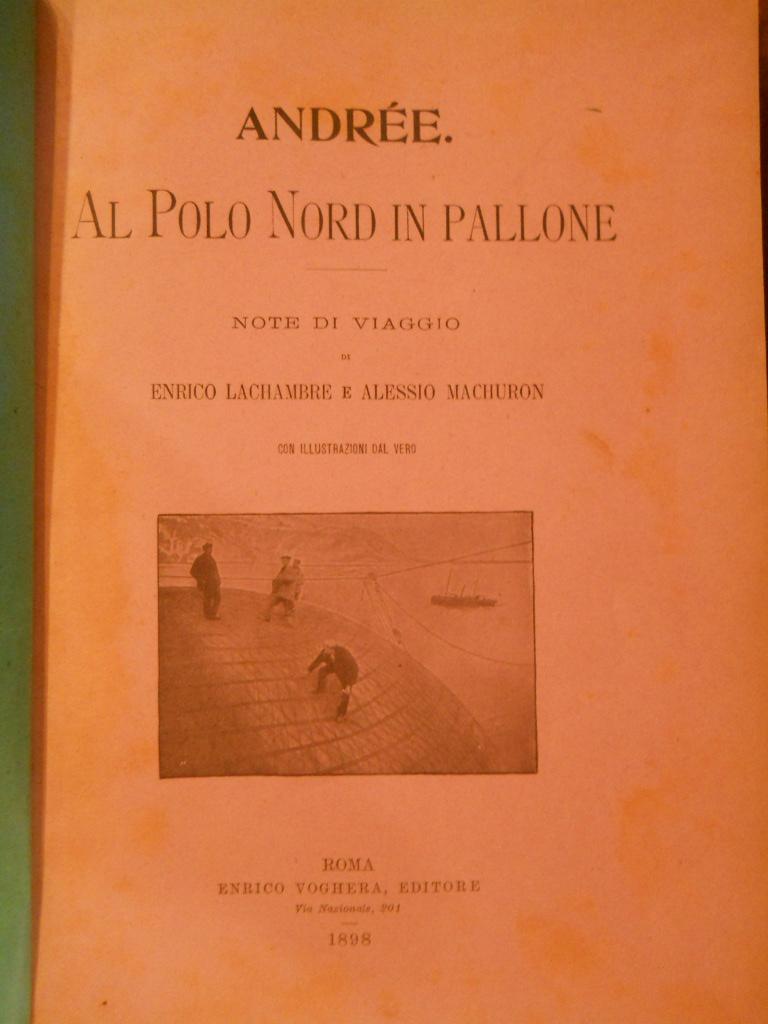 ANDRÉE.
AL POLO NORD IN PALLONE
NOTE DI VIAGGIO
DI
ENRICO LACHAMBRE E ALESSIO MACHURON
CON ILLUSTRAZIONI DAL VERO
ROMA
ENRICO VOGHERA, EDITORE
Via Nazionale, 201
1898